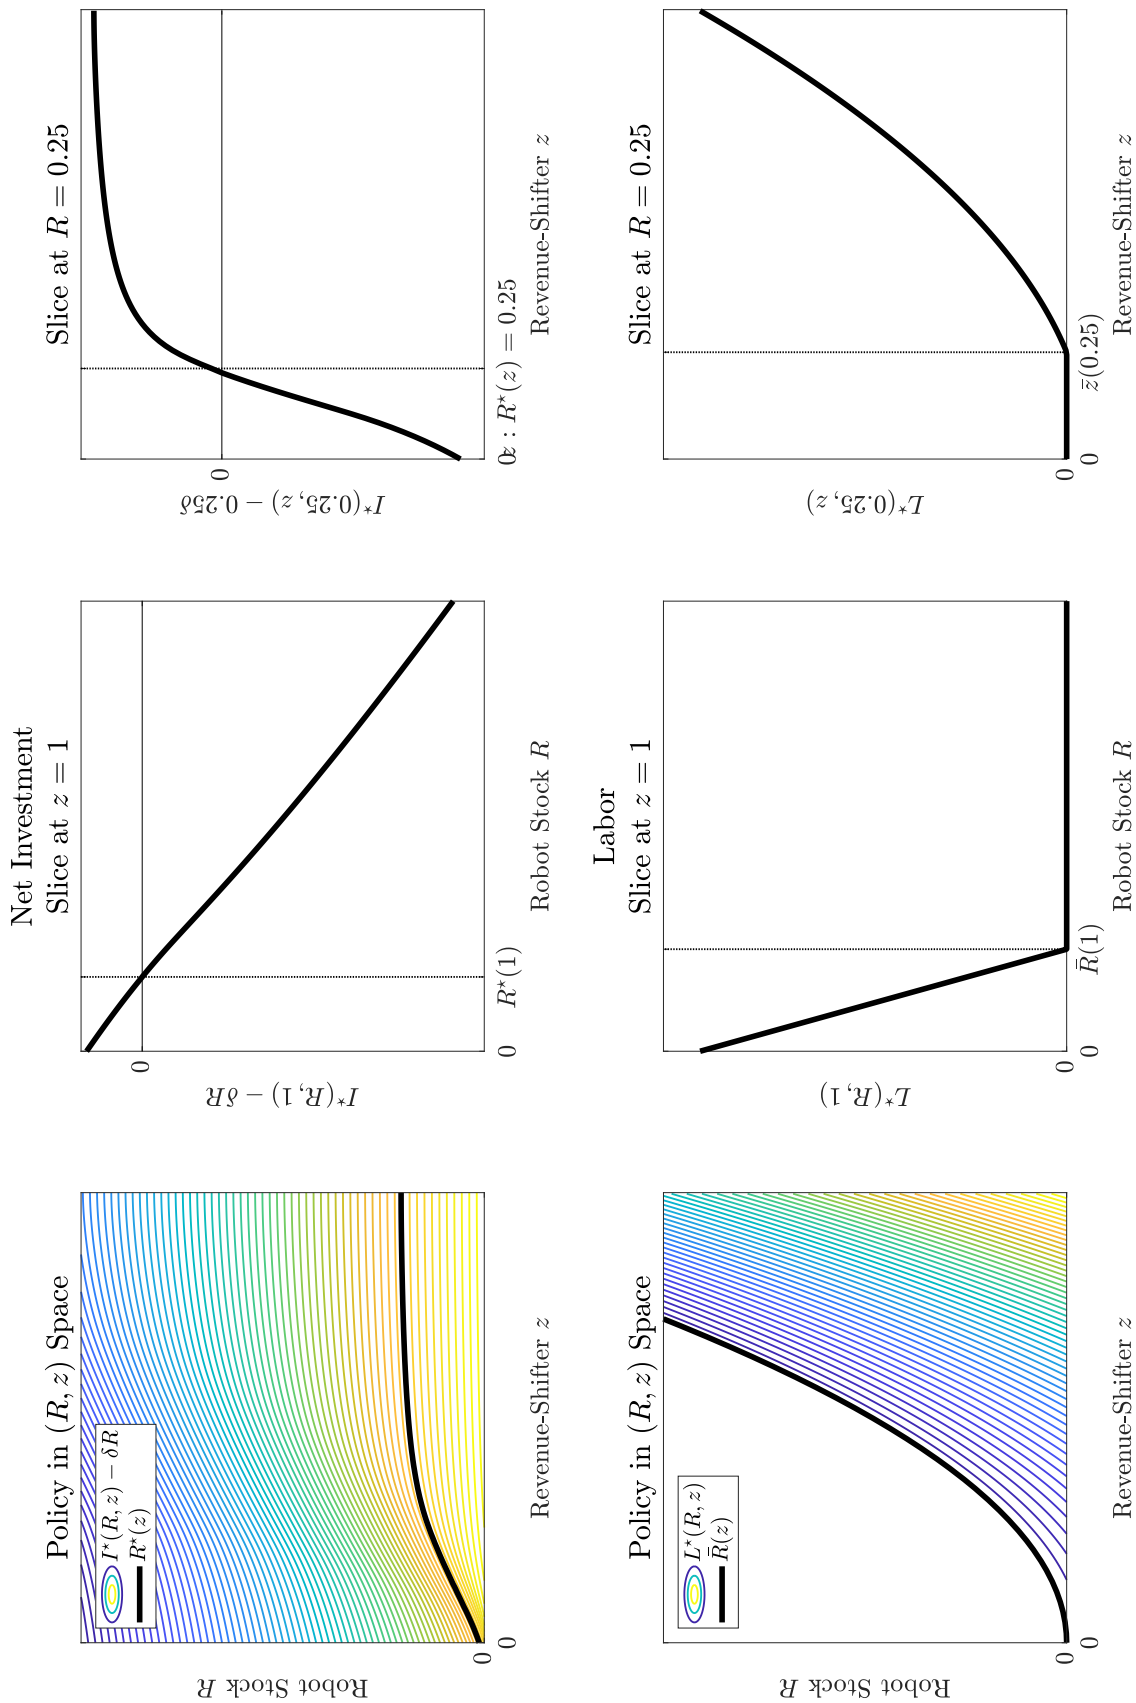 Net Investment
Policy in (R, z) Space
Slice at z = 1
Slice at R = 0.25
I⋆(R, z) − δR
R⋆(z)
Robot Stock R
0
0
Revenue-Shifter z
I⋆(R, 1) − δR
0
0
R⋆(1)
Robot Stock R
I⋆(0.25, z) − 0.25δ
0
0
z : R⋆(z) = 0.25
Revenue-Shifter z
Labor
Policy in (R, z) Space
Slice at z = 1
Slice at R = 0.25
L⋆(R, z)
R̄(z)
Robot Stock R
0
0
Revenue-Shifter z
L⋆(R, 1)
0
0
R̄(1)
Robot Stock R
L⋆(0.25, z)
0
0
z̄(0.25)
Revenue-Shifter z